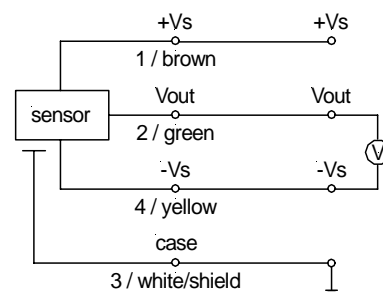 +Vs +Vs
1 / brown
sensor
Vout Vout
2 / green
V
-Vs -Vs
4 / yellow
case
3 / white/shield